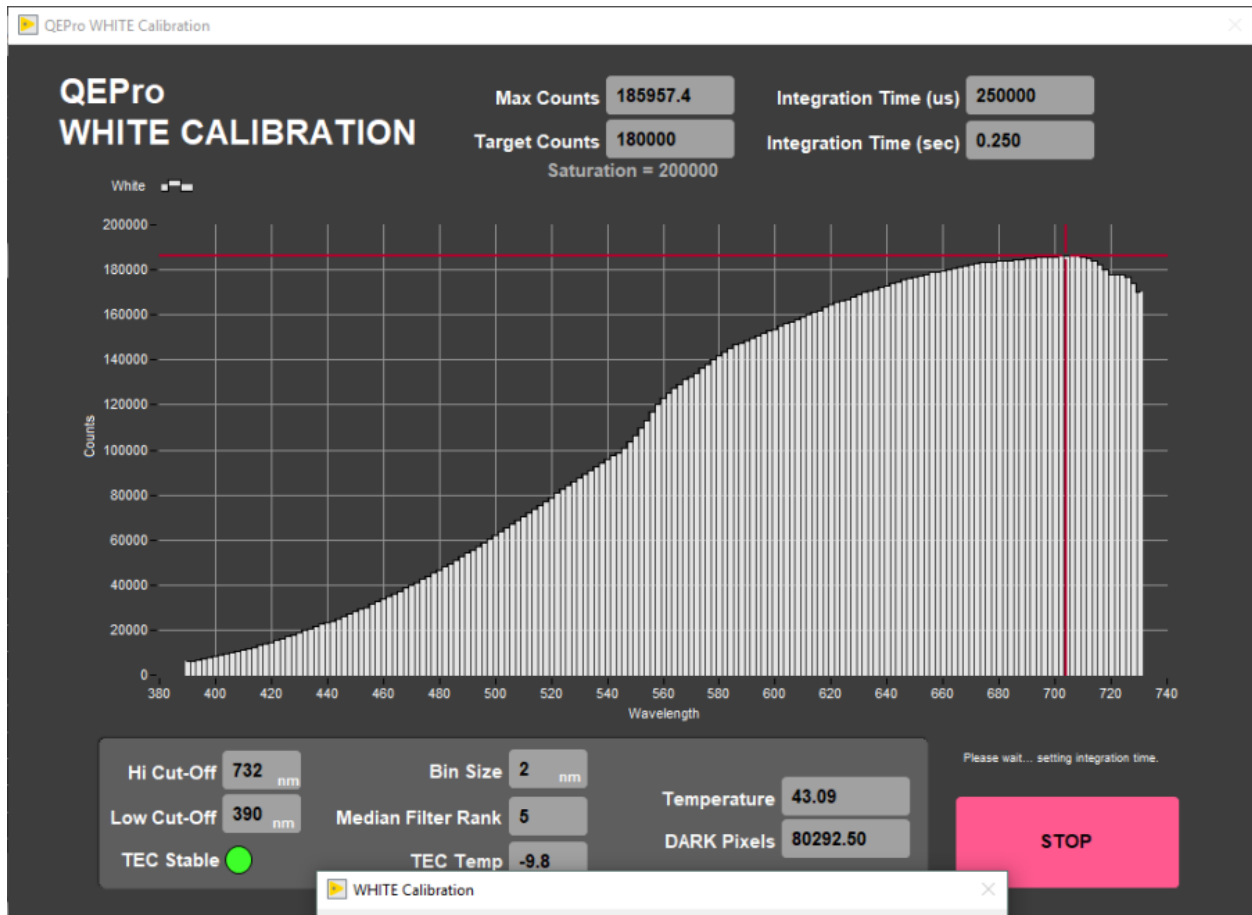 QEPro WHITE Calibration
QEPro
WHITE CALIBRATION
Max Counts 185957.4
Integration Time (us) 250000
Target Counts 180000
Integration Time (sec) 0.250
Saturation = 200000
White
200000
180000
160000
140000
120000
100000
80000
60000
40000
20000
0
Counts
380 400 420 440 460 480 500 520 540 560 580 600 620 640 660 680 700 720 740
Wavelength
Hi Cut-Off 732 nm
Low Cut-Off 390 nm
TEC Stable
Bin Size 2 nm
Median Filter Rank 5
TEC Temp -9.8
Temperature 43.09
DARK Pixels 80292.50
Please wait... setting integration time.
STOP
WHITE Calibration